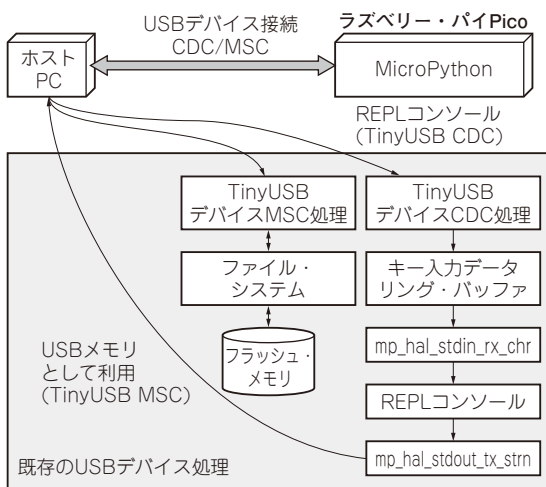 USBデバイス接続
CDC/MSC
ラズベリー・パイPico
ホスト
PC
MicroPython
REPLコンソール
(TinyUSB CDC)
TinyUSB
デバイスMSC処理
TinyUSB
デバイスCDC処理
ファイル・
システム
キー入力データ
リング・バッファ
フラッシュ・
メモリ
mp_hal_stdin_rx_chr
USBメモリ
として利用
(TinyUSB MSC)
REPLコンソール
mp_hal_stdout_tx_strn
既存のUSBデバイス処理